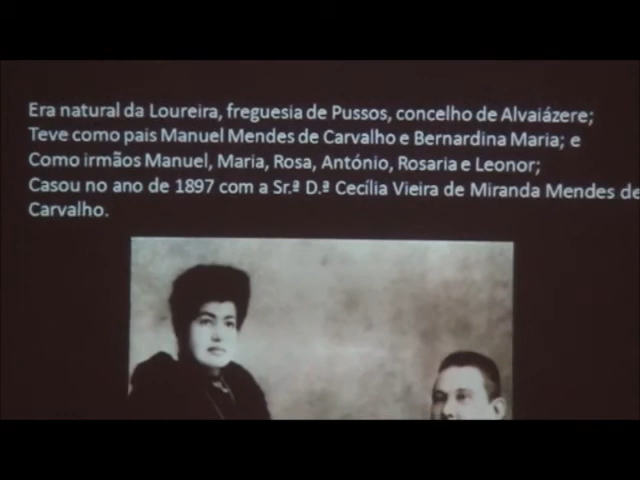 Era natural da Loureira, freguesia de Pussos, concelho de Alvaiázere;
Teve como pais Manuel Mendes de Carvalho e Bernardina Maria; e
Como irmãos Manuel, Maria, Rosa, António, Rosaria e Leonor;
Casou no ano de 1897 com a Sr.ª D.ª Cecília Vieira de Miranda Mendes de
Carvalho.